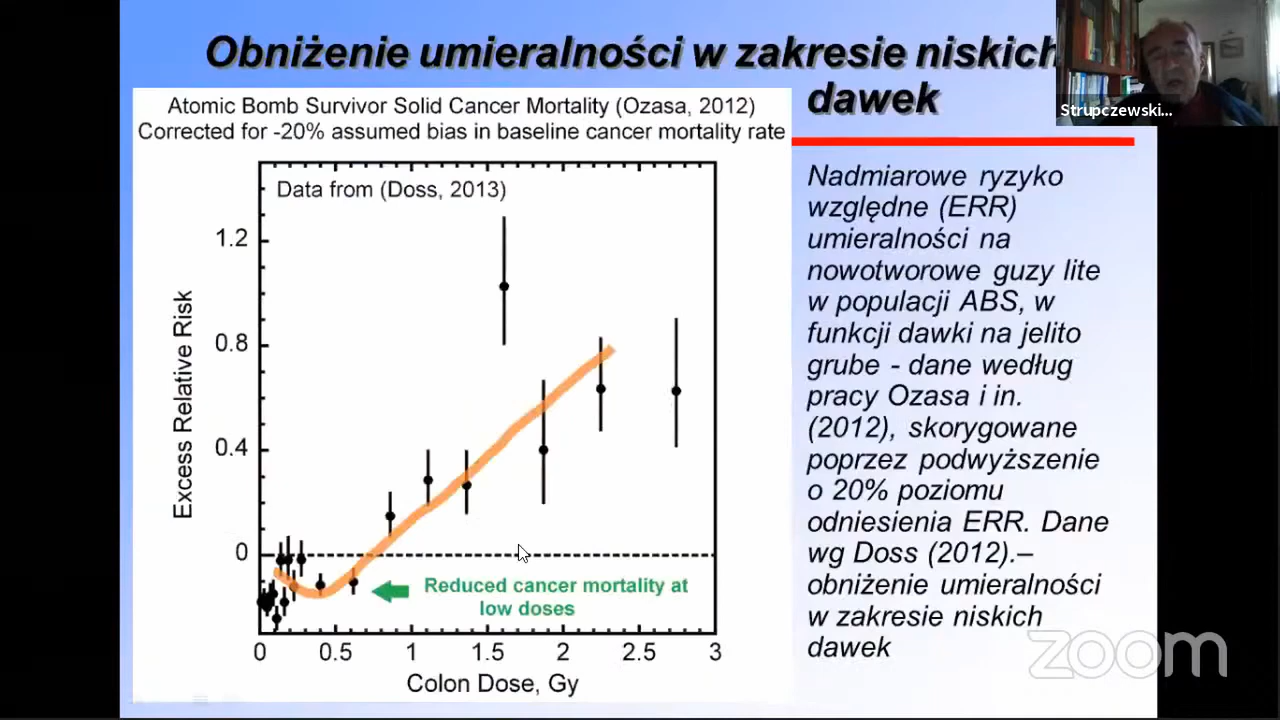 Obniżenie umieralności w zakresie niskich
dawek
Strupczewski...
Atomic Bomb Survivor Solid Cancer Mortality (Ozasa, 2012)
Corrected for -20% assumed bias in baseline cancer mortality rate
Data from (Doss, 2013)
1.2
0.8
0.4
0
Excess Relative Risk
Reduced cancer mortality at
low doses
0 0.5 1 1.5 2 2.5 3
Colon Dose, Gy
Nadmiarowe ryzyko
względne (ERR)
umieralności na
nowotworowe guzy lite
w populacji ABS, w
funkcji dawki na jelito
grube - dane według
pracy Ozasa i in.
(2012), skorygowane
poprzez podwyższenie
o 20% poziomu
odniesienia ERR. Dane
wg Doss (2012).–
obniżenie umieralności
w zakresie niskich
dawek
zoom